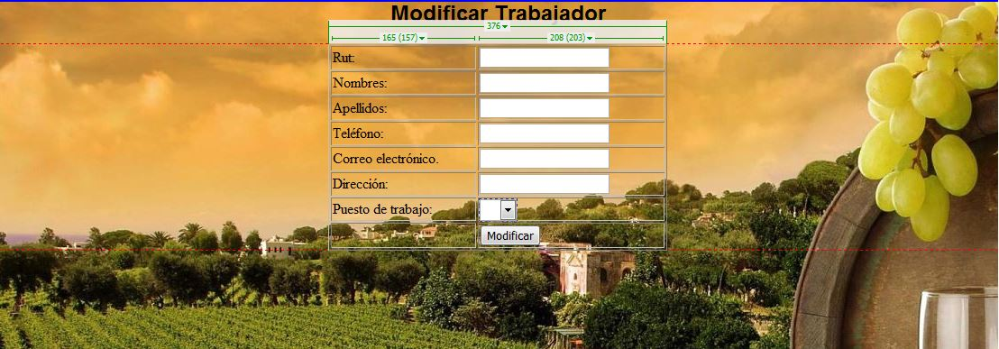 Modificar Trabajador
376
165 (157) 208 (203)
Rut:
Nombres:
Apellidos:
Teléfono:
Correo electrónico.
Dirección:
Puesto de trabajo:
Modificar